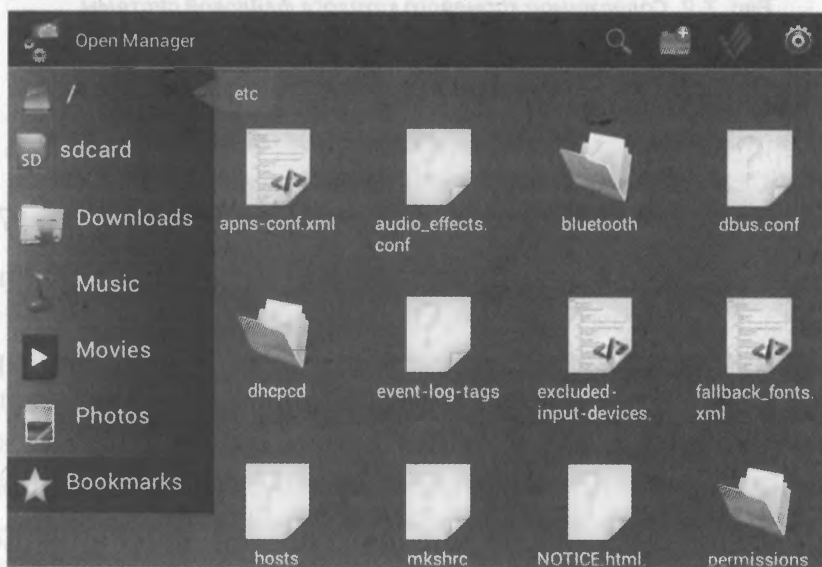 Open Manager
/
etc
SD
sdcard
Downloads
Music
Movies
Photos
Bookmarks
apns-conf.xml
audio_effects.
conf
bluetooth
dbus.conf
dhcpcd
event-log-tags
excluded-
input-devices.
fallback_fonts.
xml
hosts
mkshrc
NOTICE.html.
permissions